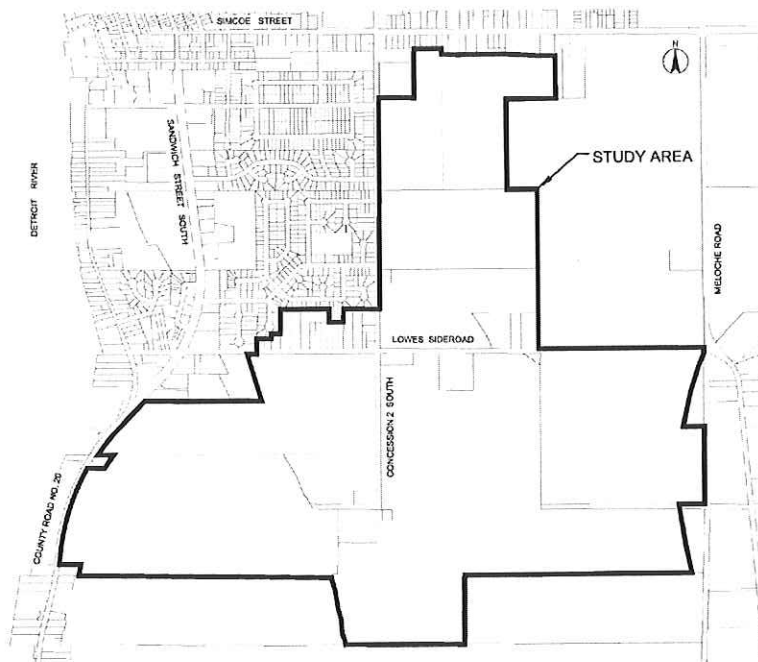 SIMCOE STREET
N
SANDWICH STREET SOUTH
STUDY AREA
DETROIT RIVER
MELOCHE ROAD
LOWES SIDEROAD
CONCESSION 2 SOUTH
COUNTY ROAD NO. 20